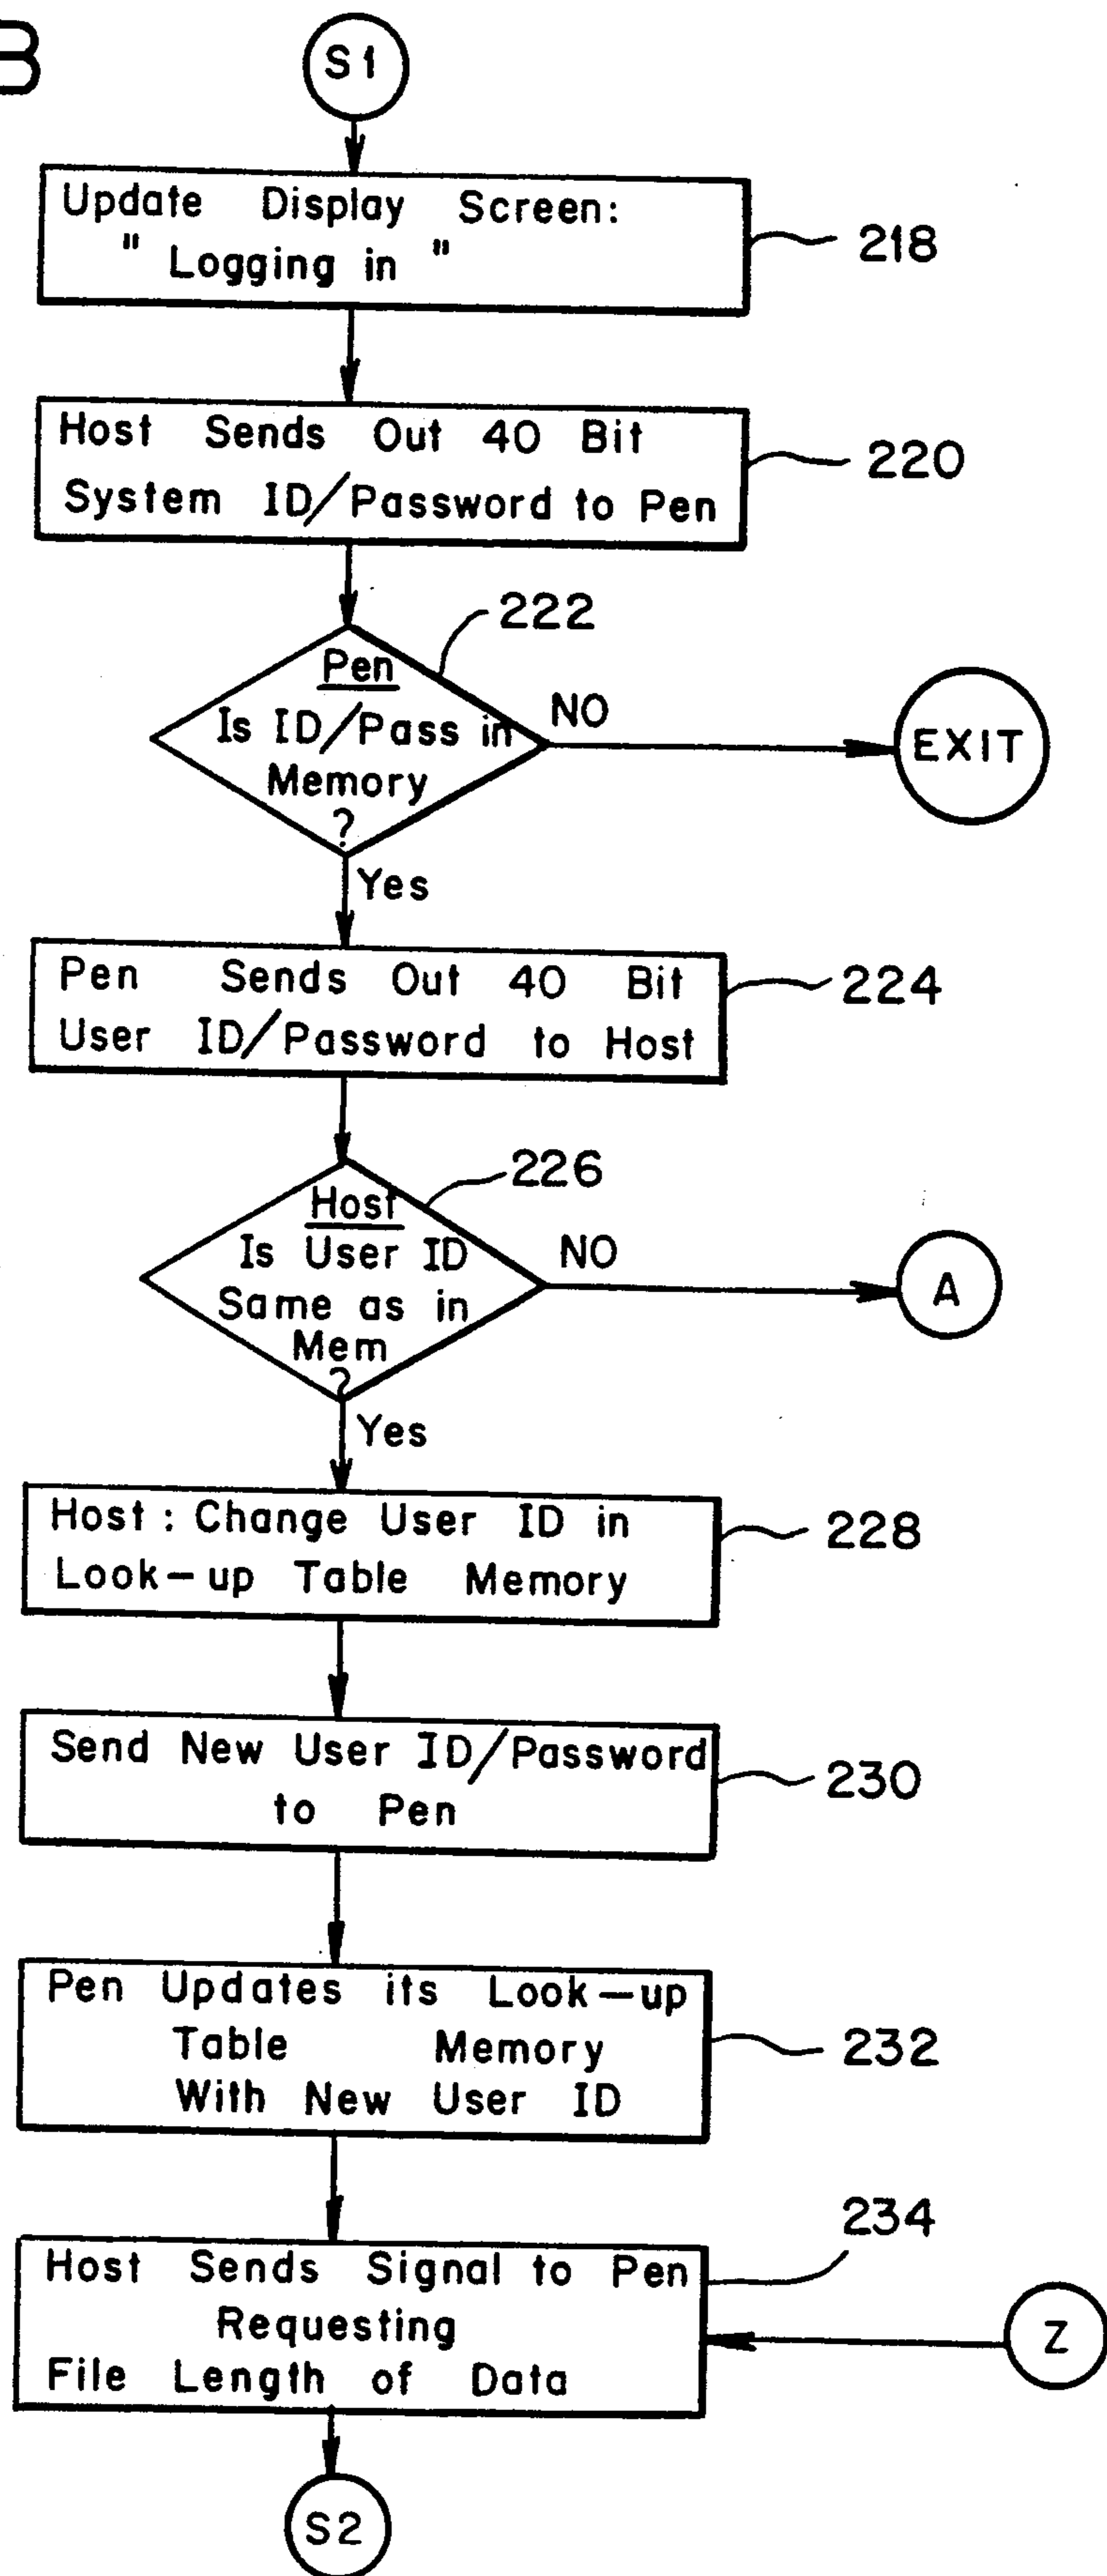 B
S1
Update Display Screen:
" Logging in "
218
Host Sends Out 40 Bit
System ID/Password to Pen
220
222
Pen
Is ID/Pass in
Memory
?
NO
EXIT
Yes
Pen Sends Out 40 Bit
User ID/Password to Host
224
226
Host
Is User ID
Same as in
Mem
?
NO
A
Yes
Host: Change User ID in
Look-up Table Memory
228
Send New User ID/Password
to Pen
230
Pen Updates its Look-up
Table Memory
With New User ID
232
234
Host Sends Signal to Pen
Requesting
File Length of Data
Z
S2